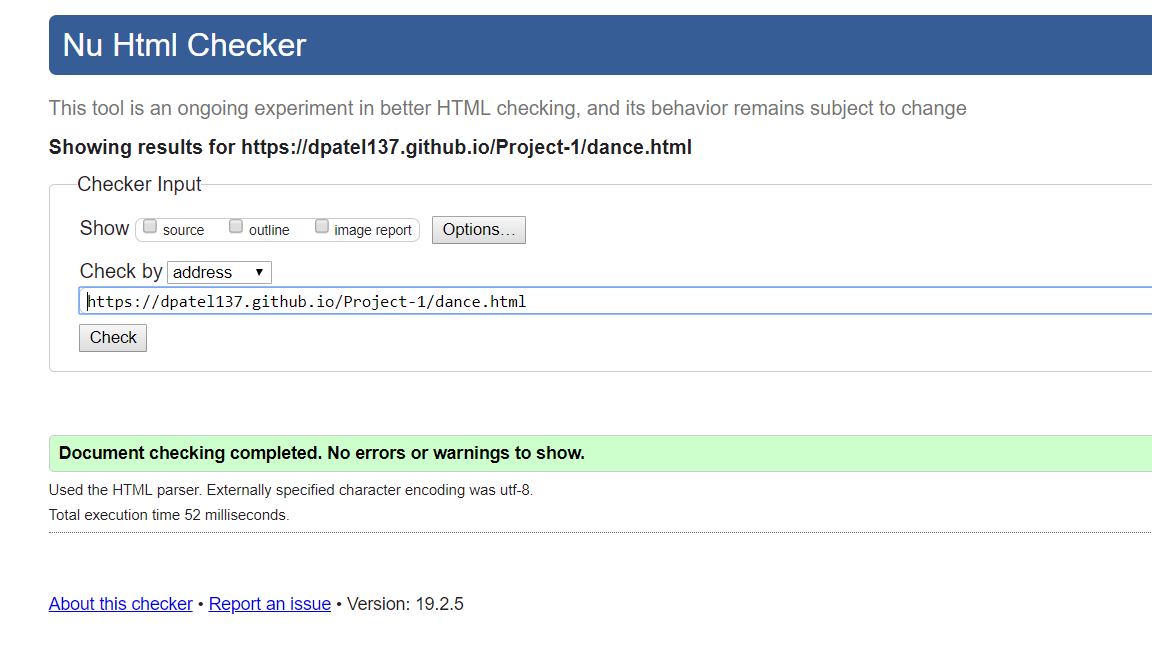 Nu Html Checker
This tool is an ongoing experiment in better HTML checking, and its behavior remains subject to change
Showing results for https://dpatel137.github.io/Project-1/dance.html
Checker Input
Show source outline image report Options...
Check by address
https://dpatel137.github.io/Project-1/dance.html
Check
Document checking completed. No errors or warnings to show.
Used the HTML parser. Externally specified character encoding was utf-8.
Total execution time 52 milliseconds.
About this checker • Report an issue • Version: 19.2.5